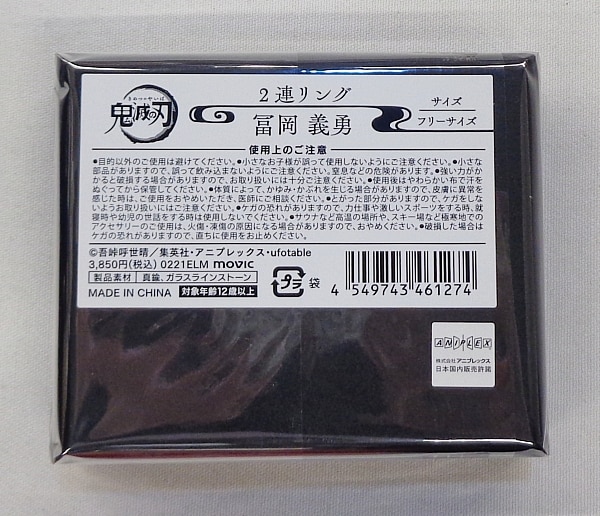 きめつのやいば
鬼滅の刃
2連リング
冨岡 義勇
サイズ
フリーサイズ
使用上のご注意
●目的以外のご使用は避けてください。●小さなお子様が誤って使用しないようにご注意ください。●小さな
部品がありますので、誤って飲み込まないようにご注意ください。窒息などの危険があります。●強い力がか
かると破損する場合がありますので、お取り扱いには十分ご注意ください。●使用後はやわらかい布で汗を
ぬぐってから保管してください。●体質によって、かゆみ・かぶれを生じる場合がありますので、皮膚に異常を
感じた時は、ご使用をおやめいただき、医師にご相談ください。●とがった部分がありますので、ケガをしな
いようお取り扱いにはご注意ください。●ケガの恐れがありますので、力仕事や激しいスポーツをする時、就
寝時や幼児の世話をする時は使用しないでください。●サウナなど高温の場所や、スキー場など極寒地での
アクセサリーのご使用は、火傷・凍傷の原因になる場合がありますので、おやめください。●破損した場合は
ケガの恐れがありますので、直ちに使用をお止めください。
©吾峠呼世晴／集英社・アニプレックス・ufotable
3,850円(税込) 0221ELM movic
製品素材 真鍮、ガラスラインストーン
MADE IN CHINA 対象年齢12歳以上
プラ 袋
4 549743 461274
ANIPLEX
株式会社アニプレックス
日本国内販売許諾